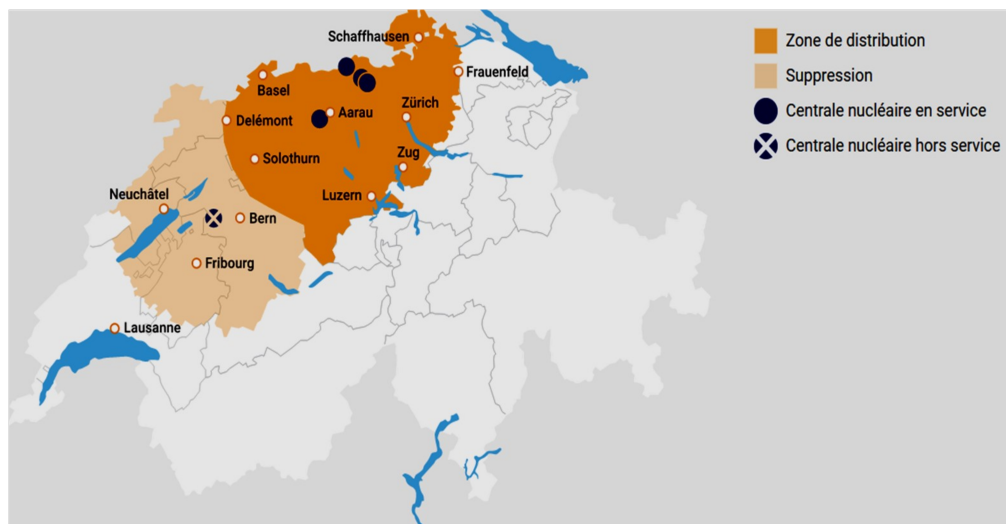 Schaffhausen
Frauenfeld
Basel
Aarau
Zürich
Delémont
Solothurn
Zug
Luzern
Neuchâtel
Bern
Fribourg
Lausanne
Zone de distribution
Suppression
Centrale nucléaire en service
Centrale nucléaire hors service